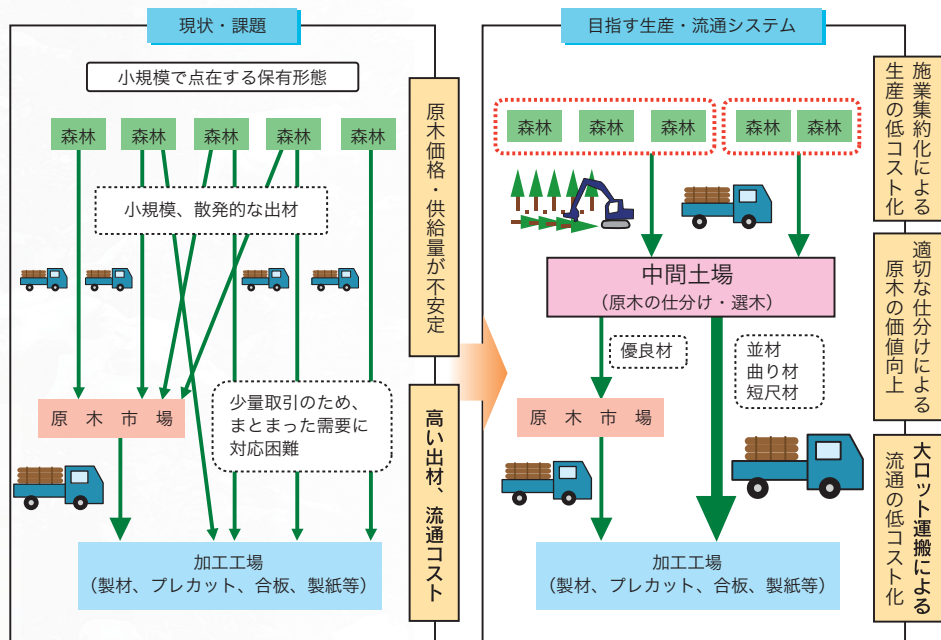 現状・課題
小規模で点在する保有形態
森林
森林
森林
森林
森林
小規模、散発的な出材
原木市場
少量取引のため、
まとまった需要に
対応困難
加工工場
（製材、プレカット、合板、製紙等）
原木価格・供給量が不安定
高い出材、流通コスト
目指す生産・流通システム
森林
森林
森林
森林
森林
中間土場
（原木の仕分け・選木）
優良材
並材
曲り材
短尺材
原木市場
加工工場
（製材、プレカット、合板、製紙等）
施業集約化による
生産の低コスト化
適切な仕分けによる
原木の価値向上
大ロット運搬による
流通の低コスト化